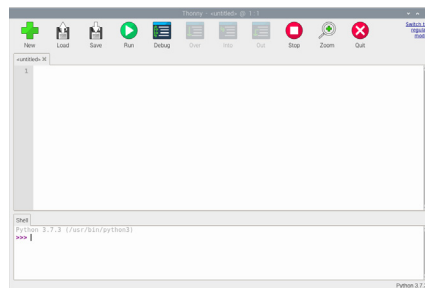 Thonny - <untitled> @ 1 : 1
New Load Save Run Debug Over Into Out Stop Zoom Quit
Switch t
regula
mod
<untitled>
1
Shell
Python 3.7.3 (/usr/bin/python3)
>>>
Python 3.7.